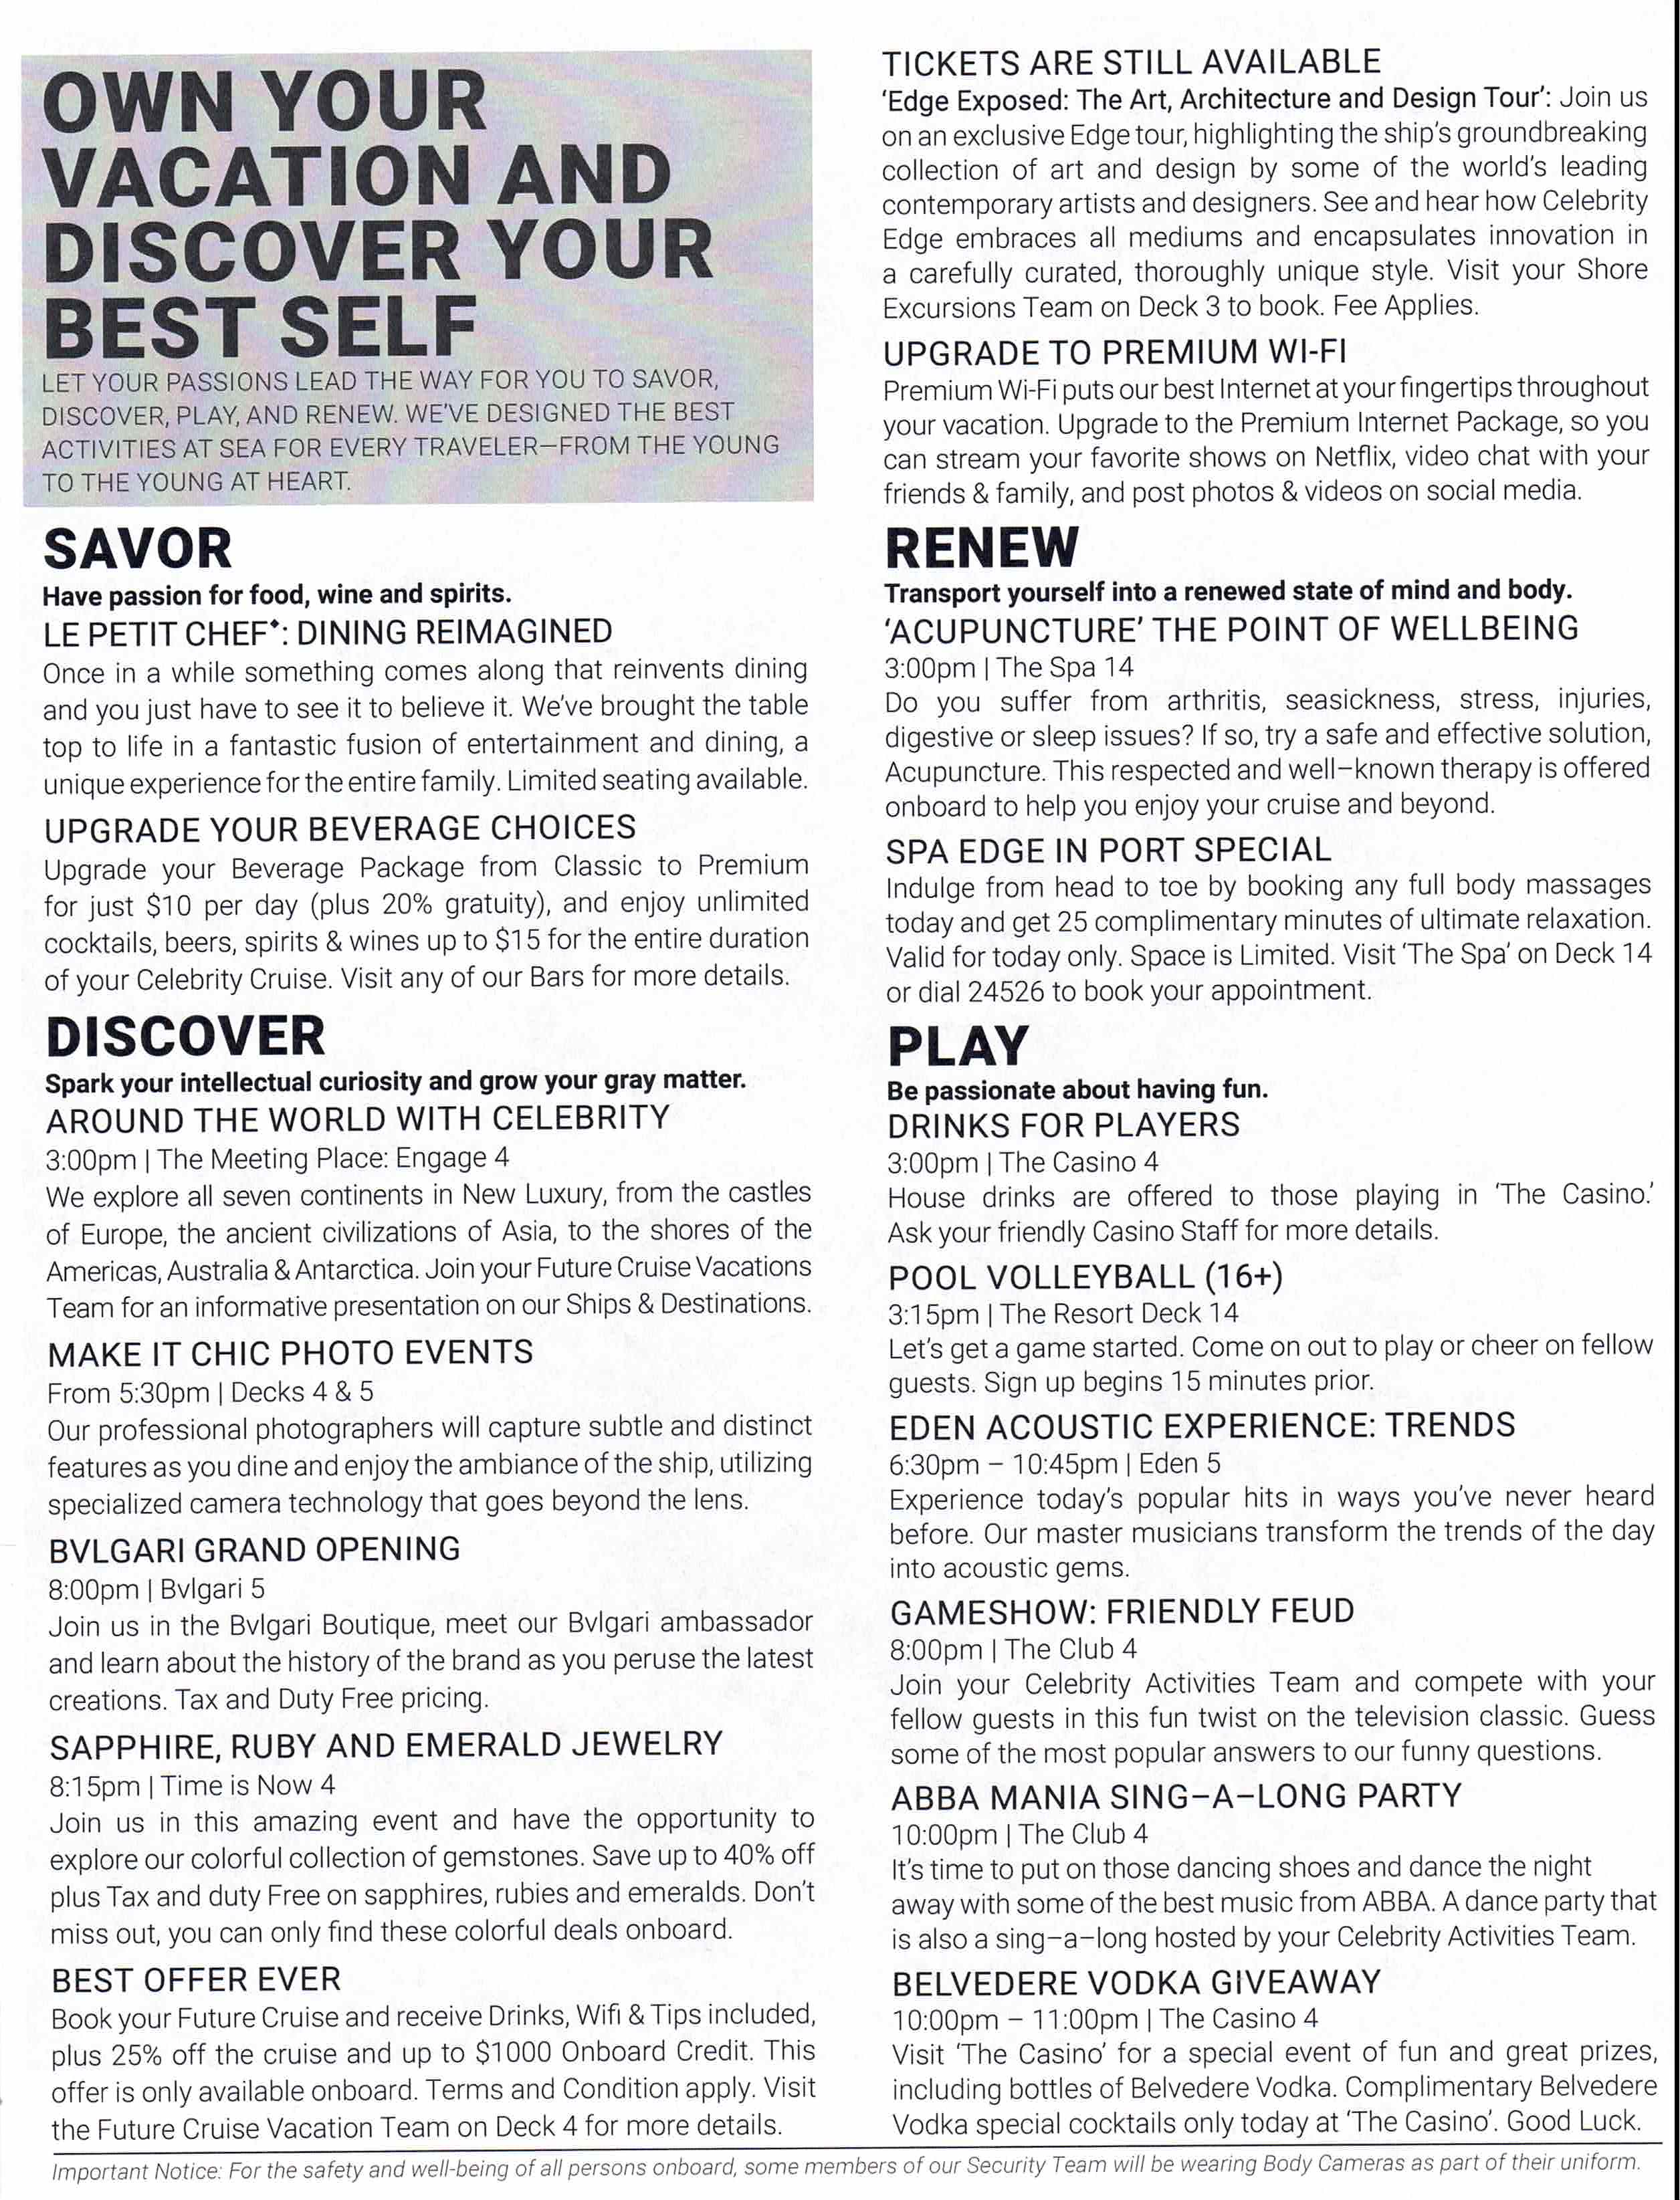 OWN YOUR
VACATION AND
DISCOVER YOUR
BEST SELF
LET YOUR PASSIONS LEAD THE WAY FOR YOU TO SAVOR,
DISCOVER, PLAY, AND RENEW. WE'VE DESIGNED THE BEST
ACTIVITIES AT SEA FOR EVERY TRAVELER—FROM THE YOUNG
TO THE YOUNG AT HEART.
SAVOR
Have passion for food, wine and spirits.
LE PETIT CHEF♦: DINING REIMAGINED
Once in a while something comes along that reinvents dining
and you just have to see it to believe it. We've brought the table
top to life in a fantastic fusion of entertainment and dining, a
unique experience for the entire family. Limited seating available.
UPGRADE YOUR BEVERAGE CHOICES
Upgrade your Beverage Package from Classic to Premium
for just $10 per day (plus 20% gratuity), and enjoy unlimited
cocktails, beers, spirits & wines up to $15 for the entire duration
of your Celebrity Cruise. Visit any of our Bars for more details.
DISCOVER
Spark your intellectual curiosity and grow your gray matter.
AROUND THE WORLD WITH CELEBRITY
3:00pm | The Meeting Place: Engage 4
We explore all seven continents in New Luxury, from the castles
of Europe, the ancient civilizations of Asia, to the shores of the
Americas, Australia & Antarctica. Join your Future Cruise Vacations
Team for an informative presentation on our Ships & Destinations.
MAKE IT CHIC PHOTO EVENTS
From 5:30pm | Decks 4 & 5
Our professional photographers will capture subtle and distinct
features as you dine and enjoy the ambiance of the ship, utilizing
specialized camera technology that goes beyond the lens.
BVLGARI GRAND OPENING
8:00pm | Bvlgari 5
Join us in the Bvlgari Boutique, meet our Bvlgari ambassador
and learn about the history of the brand as you peruse the latest
creations. Tax and Duty Free pricing.
SAPPHIRE, RUBY AND EMERALD JEWELRY
8:15pm | Time is Now 4
Join us in this amazing event and have the opportunity to
explore our colorful collection of gemstones. Save up to 40% off
plus Tax and duty Free on sapphires, rubies and emeralds. Don't
miss out, you can only find these colorful deals onboard.
BEST OFFER EVER
Book your Future Cruise and receive Drinks, Wifi & Tips included,
plus 25% off the cruise and up to $1000 Onboard Credit. This
offer is only available onboard. Terms and Condition apply. Visit
the Future Cruise Vacation Team on Deck 4 for more details.
TICKETS ARE STILL AVAILABLE
'Edge Exposed: The Art, Architecture and Design Tour': Join us
on an exclusive Edge tour, highlighting the ship's groundbreaking
collection of art and design by some of the world's leading
contemporary artists and designers. See and hear how Celebrity
Edge embraces all mediums and encapsulates innovation in
a carefully curated, thoroughly unique style. Visit your Shore
Excursions Team on Deck 3 to book. Fee Applies.
UPGRADE TO PREMIUM WI-FI
Premium Wi-Fi puts our best Internet at your fingertips throughout
your vacation. Upgrade to the Premium Internet Package, so you
can stream your favorite shows on Netflix, video chat with your
friends & family, and post photos & videos on social media.
RENEW
Transport yourself into a renewed state of mind and body.
'ACUPUNCTURE' THE POINT OF WELLBEING
3:00pm | The Spa 14
Do you suffer from arthritis, seasickness, stress, injuries,
digestive or sleep issues? If so, try a safe and effective solution,
Acupuncture. This respected and well–known therapy is offered
onboard to help you enjoy your cruise and beyond.
SPA EDGE IN PORT SPECIAL
Indulge from head to toe by booking any full body massages
today and get 25 complimentary minutes of ultimate relaxation.
Valid for today only. Space is Limited. Visit 'The Spa' on Deck 14
or dial 24526 to book your appointment.
PLAY
Be passionate about having fun.
DRINKS FOR PLAYERS
3:00pm | The Casino 4
House drinks are offered to those playing in 'The Casino.'
Ask your friendly Casino Staff for more details.
POOL VOLLEYBALL (16+)
3:15pm | The Resort Deck 14
Let's get a game started. Come on out to play or cheer on fellow
guests. Sign up begins 15 minutes prior.
EDEN ACOUSTIC EXPERIENCE: TRENDS
6:30pm – 10:45pm | Eden 5
Experience today's popular hits in ways you've never heard
before. Our master musicians transform the trends of the day
into acoustic gems.
GAMESHOW: FRIENDLY FEUD
8:00pm | The Club 4
Join your Celebrity Activities Team and compete with your
fellow guests in this fun twist on the television classic. Guess
some of the most popular answers to our funny questions.
ABBA MANIA SING–A–LONG PARTY
10:00pm | The Club 4
It's time to put on those dancing shoes and dance the night
away with some of the best music from ABBA. A dance party that
is also a sing–a–long hosted by your Celebrity Activities Team.
BELVEDERE VODKA GIVEAWAY
10:00pm – 11:00pm | The Casino 4
Visit 'The Casino' for a special event of fun and great prizes,
including bottles of Belvedere Vodka. Complimentary Belvedere
Vodka special cocktails only today at 'The Casino'. Good Luck.
Important Notice: For the safety and well-being of all persons onboard, some members of our Security Team will be wearing Body Cameras as part of their uniform.